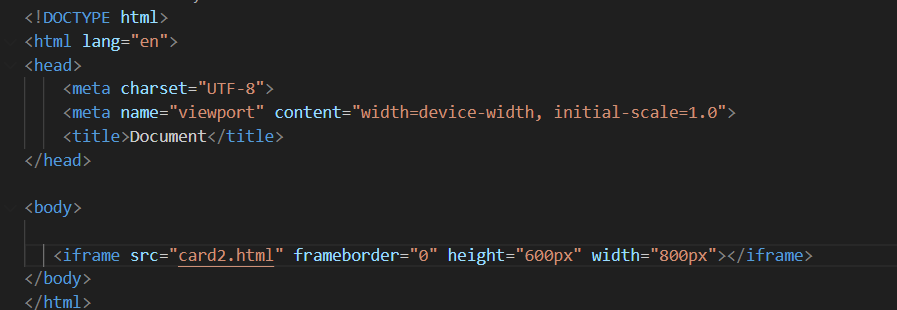 <!DOCTYPE html>
<html lang="en">
<head>
    <meta charset="UTF-8">
    <meta name="viewport" content="width=device-width, initial-scale=1.0">
    <title>Document</title>
</head>

<body>

   <iframe src="card2.html" frameborder="0" height="600px" width="800px"></iframe>
</body>
</html>